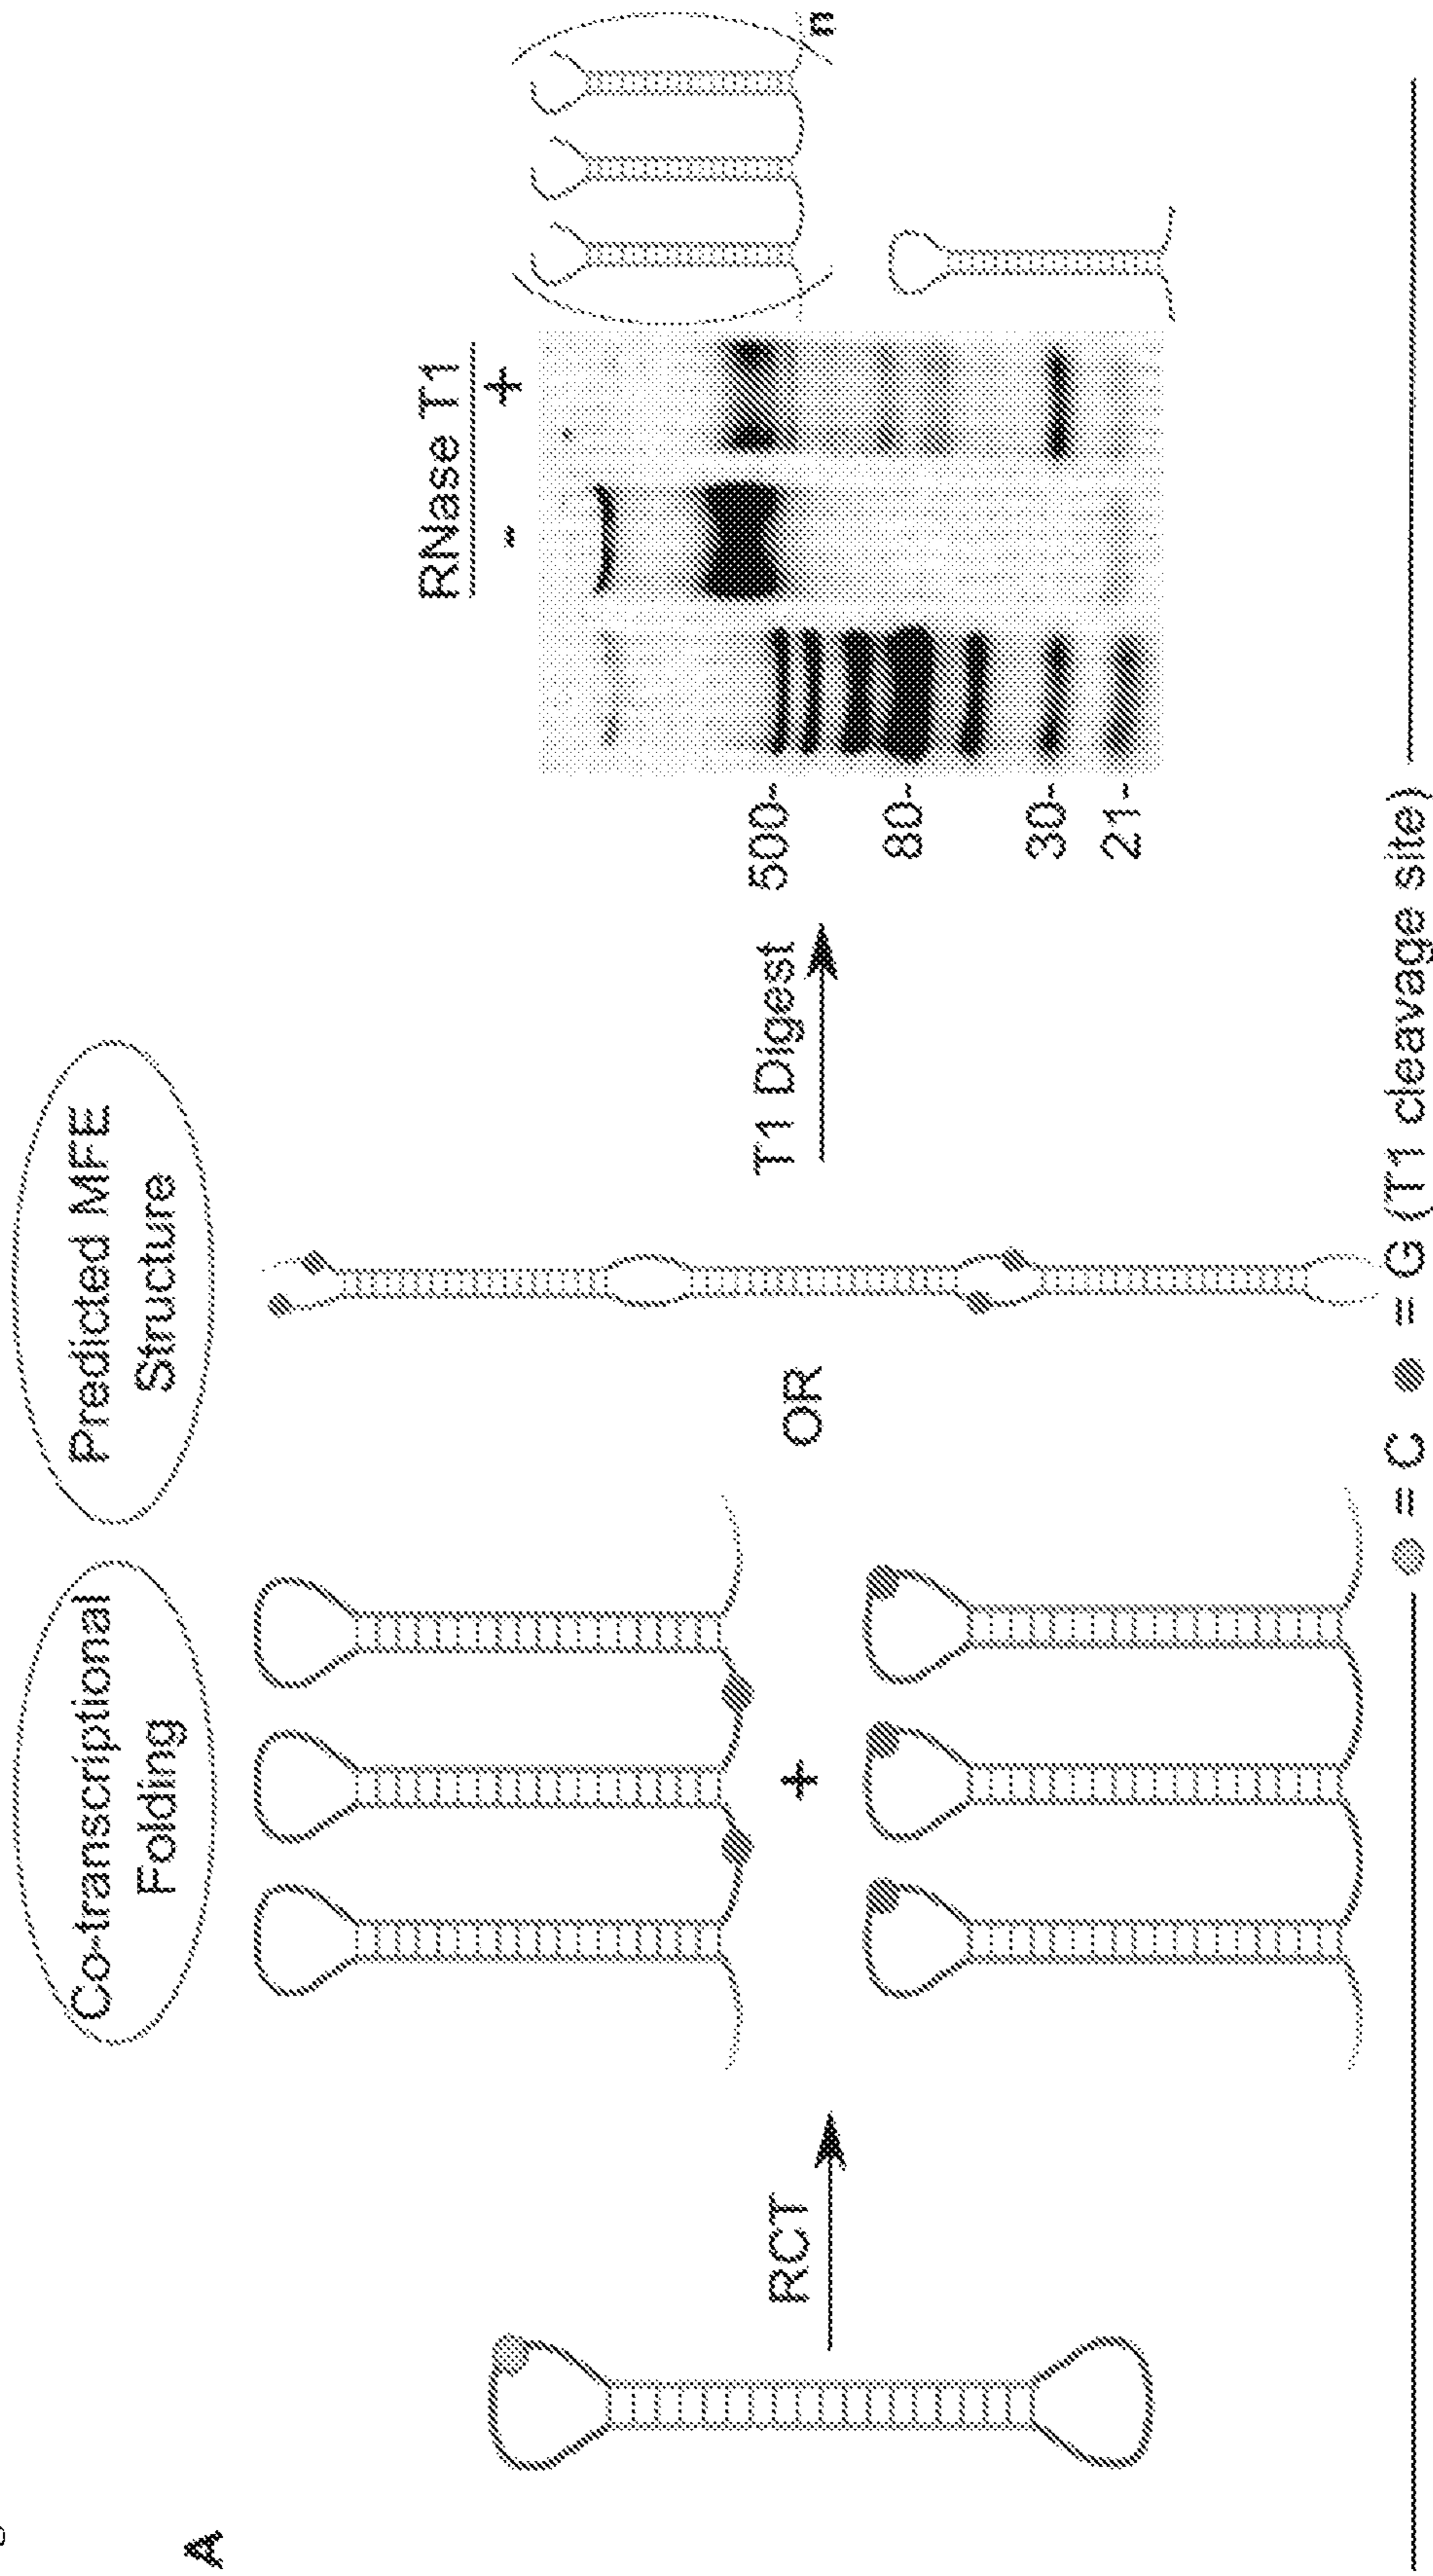 A
RCT
Co-transcriptional
Folding
+
OR
Predicted MFE
Structure
T1 Digest
RNase T1
- +
500-
80-
30-
21-
n
= C = G (T1 cleavage site)